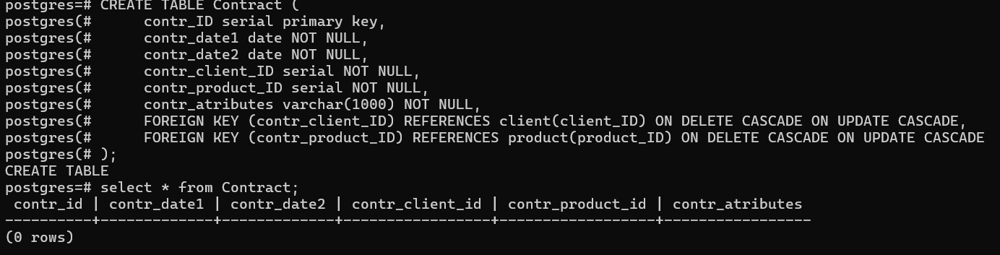 postgres=# CREATE TABLE Contract (
postgres(#      contr_ID serial primary key,
postgres(#      contr_date1 date NOT NULL,
postgres(#      contr_date2 date NOT NULL,
postgres(#      contr_client_ID serial NOT NULL,
postgres(#      contr_product_ID serial NOT NULL,
postgres(#      contr_atributes varchar(1000) NOT NULL,
postgres(#      FOREIGN KEY (contr_client_ID) REFERENCES client(client_ID) ON DELETE CASCADE ON UPDATE CASCADE,
postgres(#      FOREIGN KEY (contr_product_ID) REFERENCES product(product_ID) ON DELETE CASCADE ON UPDATE CASCADE
postgres(# );
CREATE TABLE
postgres=# select * from Contract;
 contr_id | contr_date1 | contr_date2 | contr_client_id | contr_product_id | contr_atributes
----------+-------------+-------------+-----------------+------------------+-----------------
(0 rows)